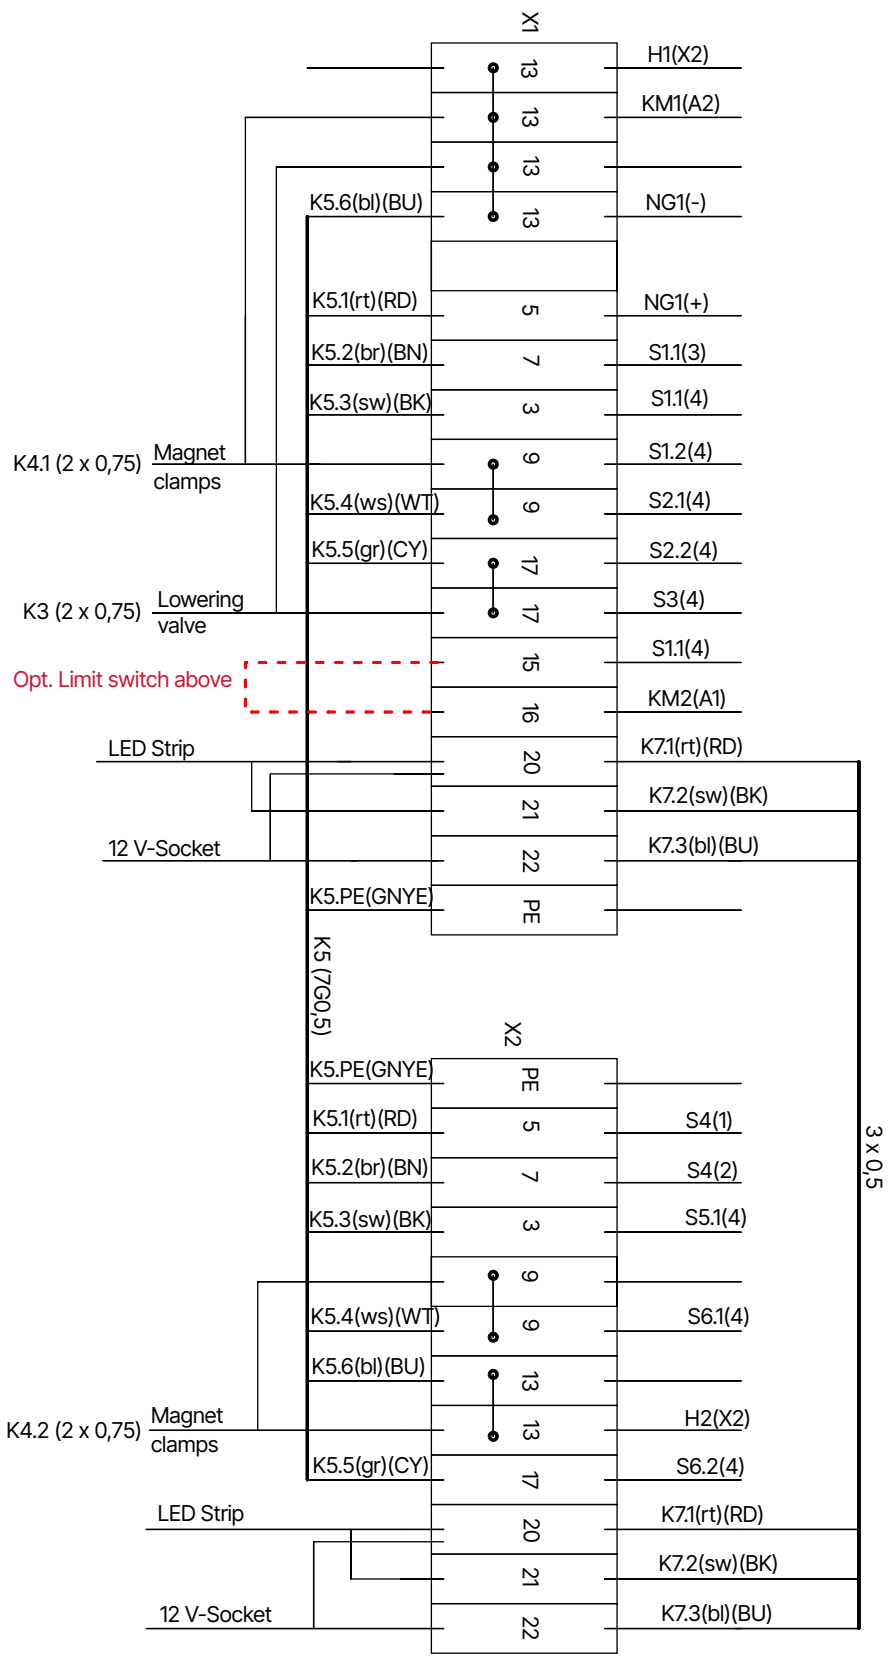 X1
13 H1(X2)
13 KM1(A2)
13
K5.6(bl)(BU) 13 NG1(-)
K5.1(rt)(RD) 5 NG1(+)
K5.2(br)(BN) 7 S1.1(3)
K5.3(sw)(BK) 3 S1.1(4)
K4.1 (2 x 0,75) Magnet clamps 9 S1.2(4)
K5.4(ws)(WT) 9 S2.1(4)
K5.5(gr)(CY) 17 S2.2(4)
K3 (2 x 0,75) Lowering valve 17 S3(4)
15 S1.1(4)
Opt. Limit switch above
16 KM2(A1)
LED Strip 20 K7.1(rt)(RD)
21 K7.2(sw)(BK)
12 V-Socket 22 K7.3(bl)(BU)
K5.PE(GNYE) PE
K5 (7G0,5)
X2
K5.PE(GNYE) PE
K5.1(rt)(RD) 5 S4(1)
3 x 0,5
K5.2(br)(BN) 7 S4(2)
K5.3(sw)(BK) 3 S5.1(4)
9
K5.4(ws)(WT) 9 S6.1(4)
K5.6(bl)(BU) 13
K4.2 (2 x 0,75) Magnet clamps 13 H2(X2)
K5.5(gr)(CY) 17 S6.2(4)
LED Strip 20 K7.1(rt)(RD)
21 K7.2(sw)(BK)
12 V-Socket 22 K7.3(bl)(BU)